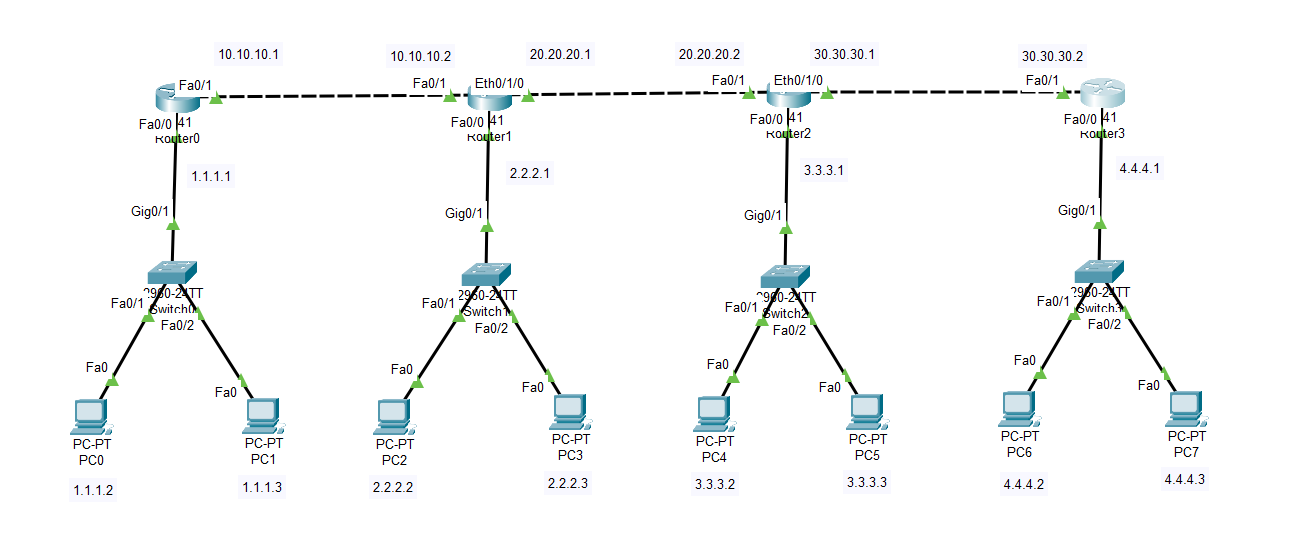 10.10.10.1
10.10.10.2
20.20.20.1
20.20.20.2
30.30.30.1
30.30.30.2
Fa0/1
Fa0/1
Eth0/1/0
Fa0/1
Eth0/1/0
Fa0/1
Fa0/0
41
Router0
Fa0/0
41
Router1
Fa0/0
41
Router2
Fa0/0
41
Router3
1.1.1.1
2.2.2.1
3.3.3.1
4.4.4.1
Gig0/1
Gig0/1
Gig0/1
Gig0/1
2960-24TT
Switch0
Fa0/1
Fa0/2
2960-24TT
Switch1
Fa0/1
Fa0/2
2960-24TT
Switch2
Fa0/1
Fa0/2
2960-24TT
Switch3
Fa0/1
Fa0/2
Fa0
Fa0
Fa0
Fa0
Fa0
Fa0
Fa0
Fa0
PC-PT
PC0
PC-PT
PC1
PC-PT
PC2
PC-PT
PC3
PC-PT
PC4
PC-PT
PC5
PC-PT
PC6
PC-PT
PC7
1.1.1.2
1.1.1.3
2.2.2.2
2.2.2.3
3.3.3.2
3.3.3.3
4.4.4.2
4.4.4.3